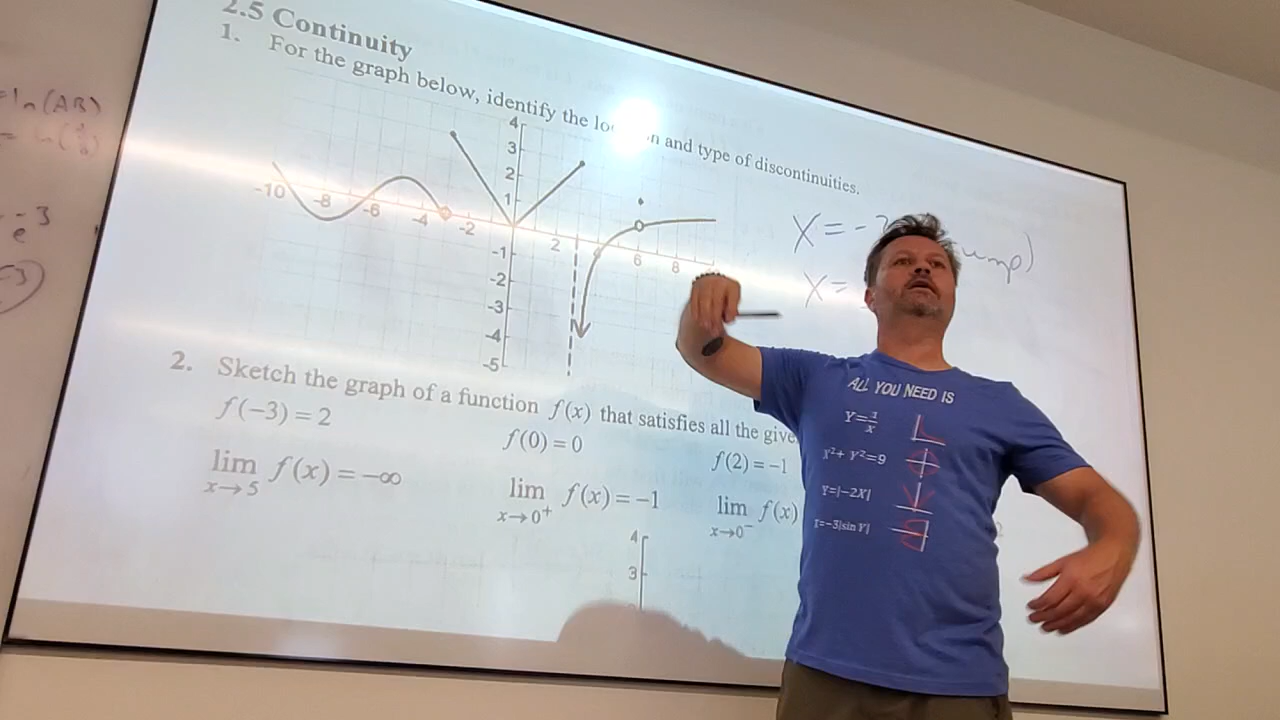 2.5 Continuity
1. For the graph below, identify the and type of discontinuities.
4
3
2
1
-10 -8 -6 -4 -2 2 6 8
-1
-2
-3
-4
-5
X = -
X =
2. Sketch the graph of a function f(x) that satisfies all the
f(-3) = 2
f(0) = 0
f(2) = -1
lim f(x) = -∞
x→5
lim f(x) = -1
x→0⁺
lim f(x)
x→0⁻
4
3
ln(AB)
-3
e
ALL YOU NEED IS
Y=1/x
X²+Y²=9
Y=|-2X|
X=-3|sin Y|